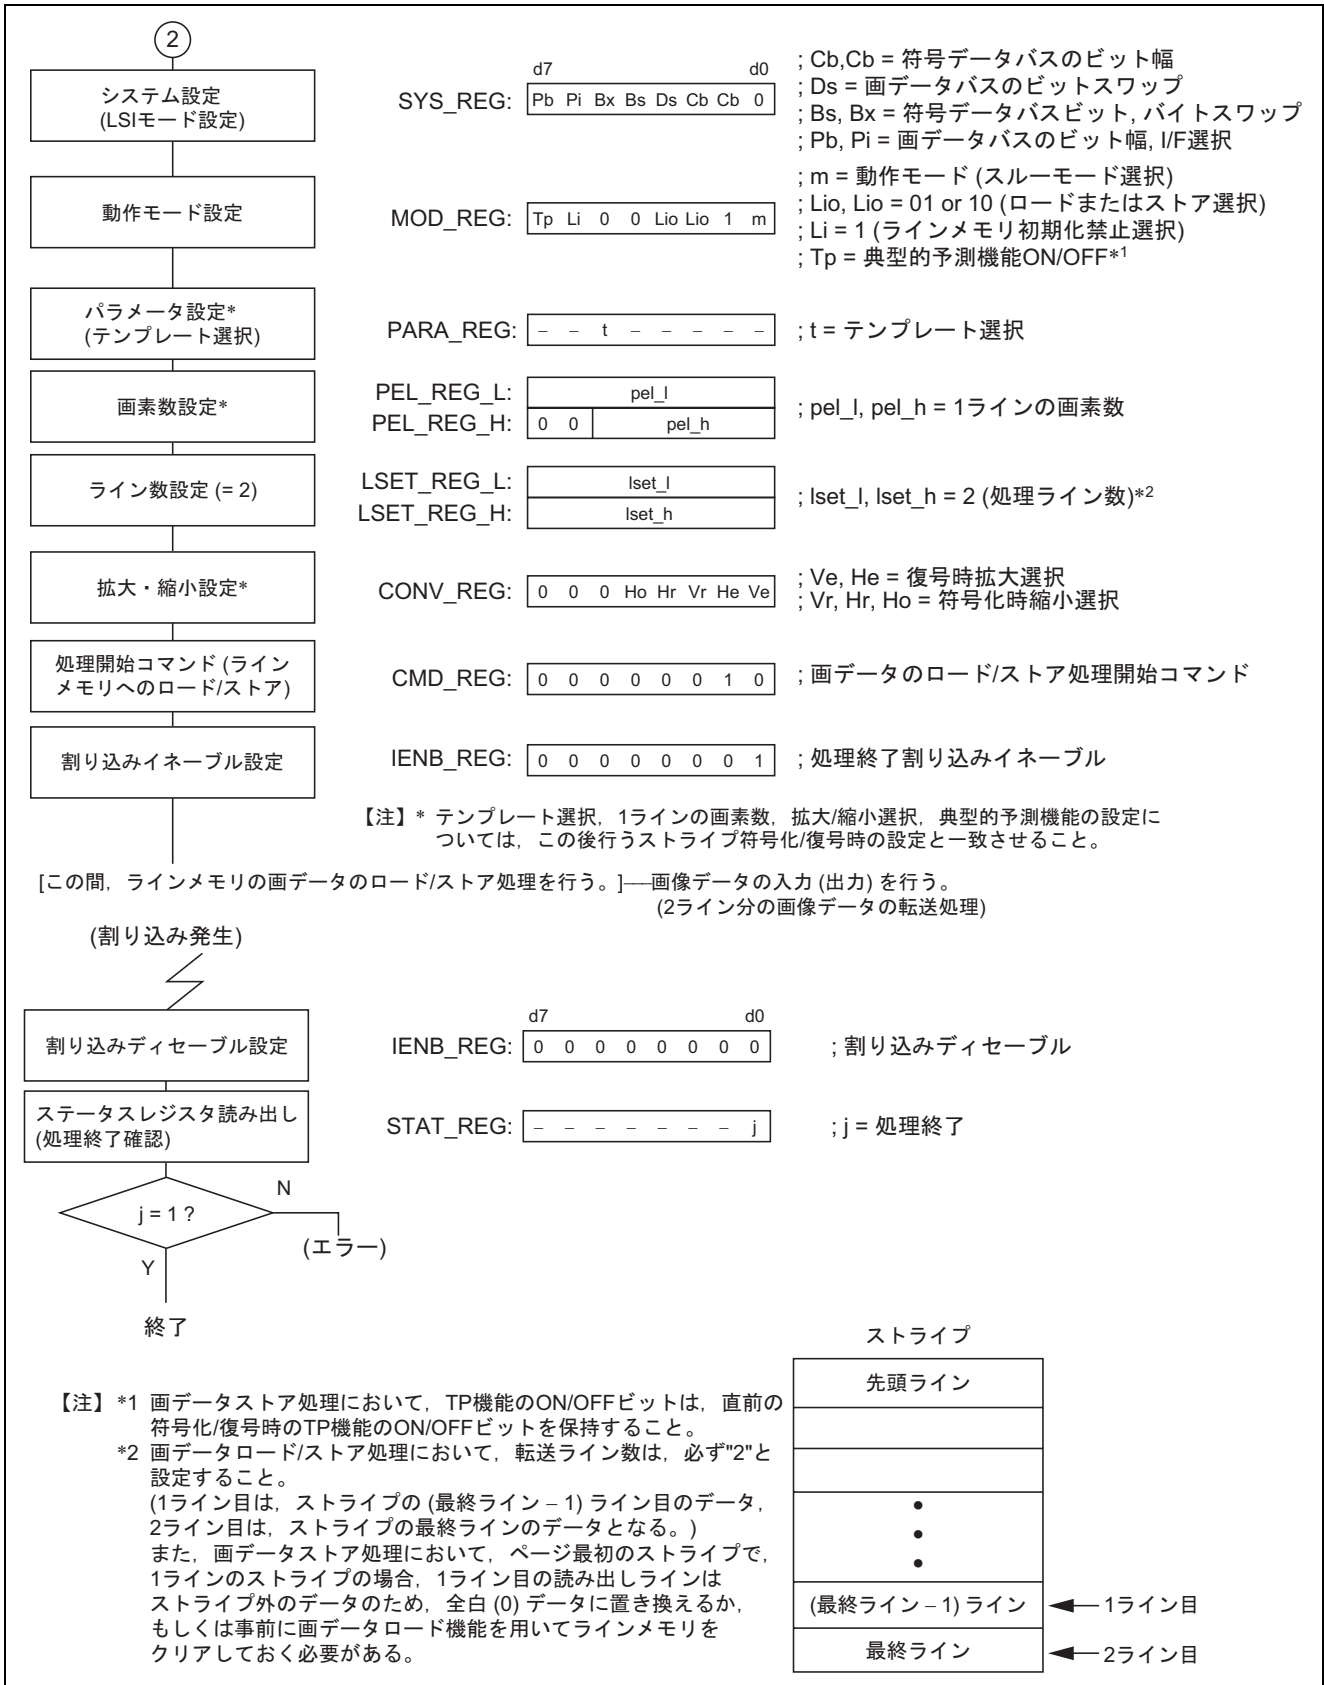 2
システム設定
(LSIモード設定)
d7 d0
SYS_REG: Pb Pi Bx Bs Ds Cb Cb 0
; Cb,Cb = 符号データバスのビット幅
; Ds = 画データバスのビットスワップ
; Bs, Bx = 符号データバスビット, バイトスワップ
; Pb, Pi = 画データバスのビット幅, I/F選択
動作モード設定
MOD_REG: Tp Li 0 0 Lio Lio 1 m
; m = 動作モード (スルーモード選択)
; Lio, Lio = 01 or 10 (ロードまたはストア選択)
; Li = 1 (ラインメモリ初期化禁止選択)
; Tp = 典型的予測機能ON/OFF*1
パラメータ設定*
(テンプレート選択)
PARA_REG: – – t – – – – –
; t = テンプレート選択
画素数設定*
PEL_REG_L: pel_l
PEL_REG_H: 0 0 pel_h
; pel_l, pel_h = 1ラインの画素数
ライン数設定 (= 2)
LSET_REG_L: lset_l
LSET_REG_H: lset_h
; lset_l, lset_h = 2 (処理ライン数)*2
拡大・縮小設定*
CONV_REG: 0 0 0 Ho Hr Vr He Ve
; Ve, He = 復号時拡大選択
; Vr, Hr, Ho = 符号化時縮小選択
処理開始コマンド (ライン
メモリへのロード/ストア)
CMD_REG: 0 0 0 0 0 0 1 0
; 画データのロード/ストア処理開始コマンド
割り込みイネーブル設定
IENB_REG: 0 0 0 0 0 0 0 1
; 処理終了割り込みイネーブル
【注】* テンプレート選択，1ラインの画素数，拡大/縮小選択，典型的予測機能の設定に
ついては，この後行うストライプ符号化/復号時の設定と一致させること。
[この間，ラインメモリの画データのロード/ストア処理を行う。]—画像データの入力 (出力) を行う。
(2ライン分の画像データの転送処理)
(割り込み発生)
割り込みディセーブル設定
d7 d0
IENB_REG: 0 0 0 0 0 0 0 0
; 割り込みディセーブル
ステータスレジスタ読み出し
(処理終了確認)
STAT_REG: – – – – – – – j
; j = 処理終了
j = 1 ?
N
(エラー)
Y
終了
【注】*1 画データストア処理において，TP機能のON/OFFビットは，直前の
符号化/復号時のTP機能のON/OFFビットを保持すること。
*2 画データロード/ストア処理において，転送ライン数は，必ず"2"と
設定すること。
(1ライン目は，ストライプの (最終ライン – 1) ライン目のデータ，
2ライン目は，ストライプの最終ラインのデータとなる。)
また，画データストア処理において，ページ最初のストライプで，
1ラインのストライプの場合，1ライン目の読み出しラインは
ストライプ外のデータのため，全白 (0) データに置き換えるか，
もしくは事前に画データロード機能を用いてラインメモリを
クリアしておく必要がある。
ストライプ
先頭ライン
(最終ライン – 1) ライン
1ライン目
最終ライン
2ライン目